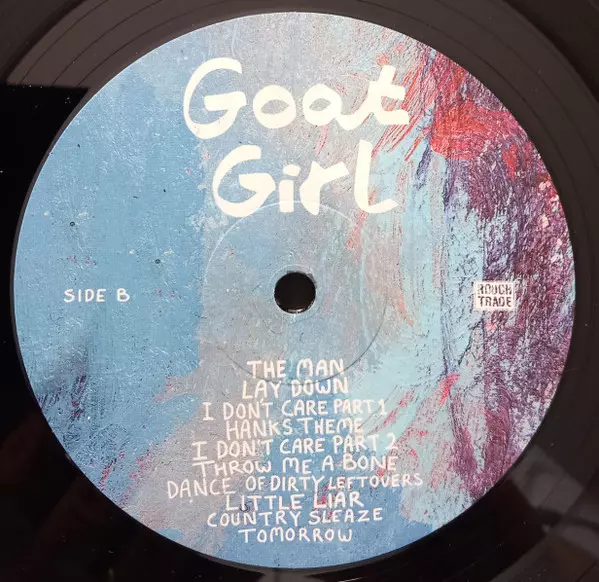 Goat
Girl
SIDE B
ROUGH
TRADE
THE MAN
LAY DOWN
I DON'T CARE PART 1
HANKS THEME
I DON'T CARE PART 2
THROW ME A BONE
DANCE OF DIRTY LEFTOVERS
LITTLE LIAR
COUNTRY SLEAZE
TOMORROW